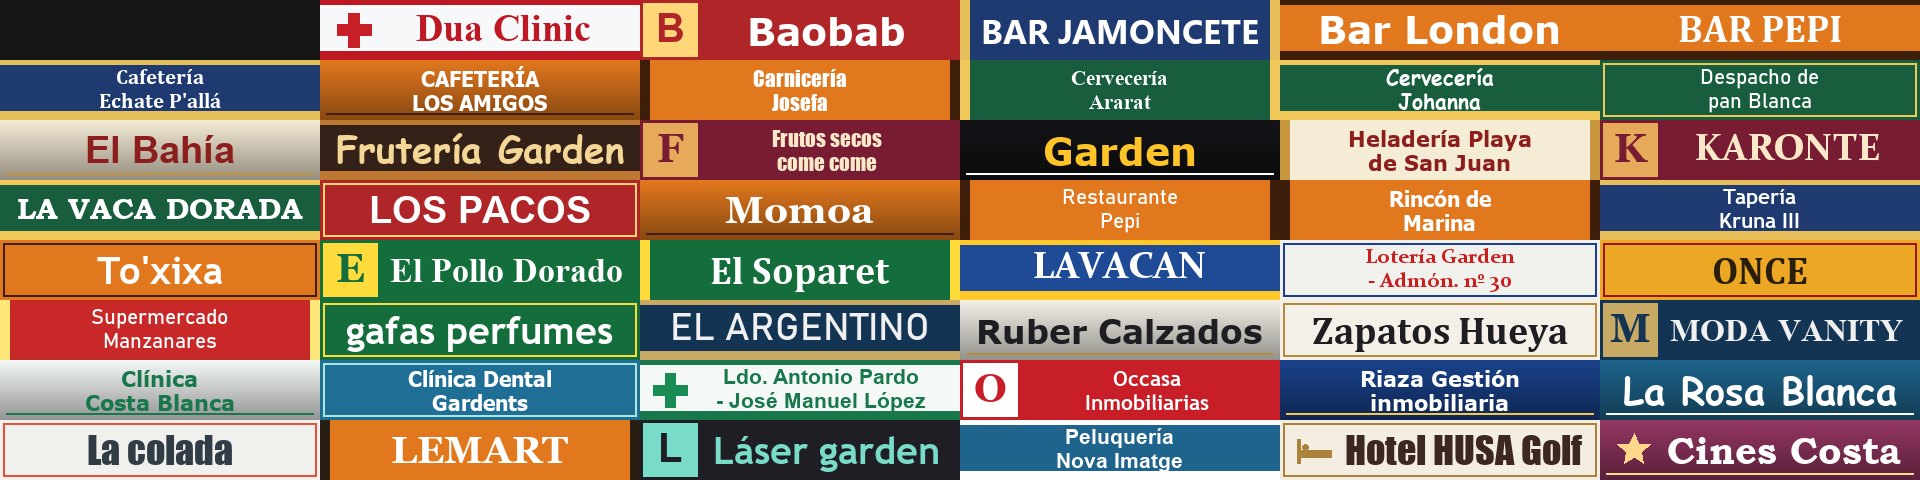 Dua Clinic
B Baobab
BAR JAMONCETE
Bar London
BAR PEPI
Cafetería
Echate P'allá
CAFETERÍA
LOS AMIGOS
Carnicería
Josefa
Cervecería
Ararat
Cervecería
Johanna
Despacho de
pan Blanca
El Bahía
Frutería Garden
F Frutos secos
come come
Garden
Heladería Playa
de San Juan
K KARONTE
LA VACA DORADA
LOS PACOS
Momoa
Restaurante
Pepi
Rincón de
Marina
Tapería
Kruna III
To'xixa
E El Pollo Dorado
El Soparet
LAVACAN
Lotería Garden
- Admón. nº 30
ONCE
Supermercado
Manzanares
gafas perfumes
EL ARGENTINO
Ruber Calzados
Zapatos Hueya
M MODA VANITY
Clínica
Costa Blanca
Clínica Dental
Gardents
Ldo. Antonio Pardo
- José Manuel López
O Occasa
Inmobiliarias
Riaza Gestión
inmobiliaria
La Rosa Blanca
La colada
LEMART
L Láser garden
Peluquería
Nova Imatge
Hotel HUSA Golf
Cines Costa